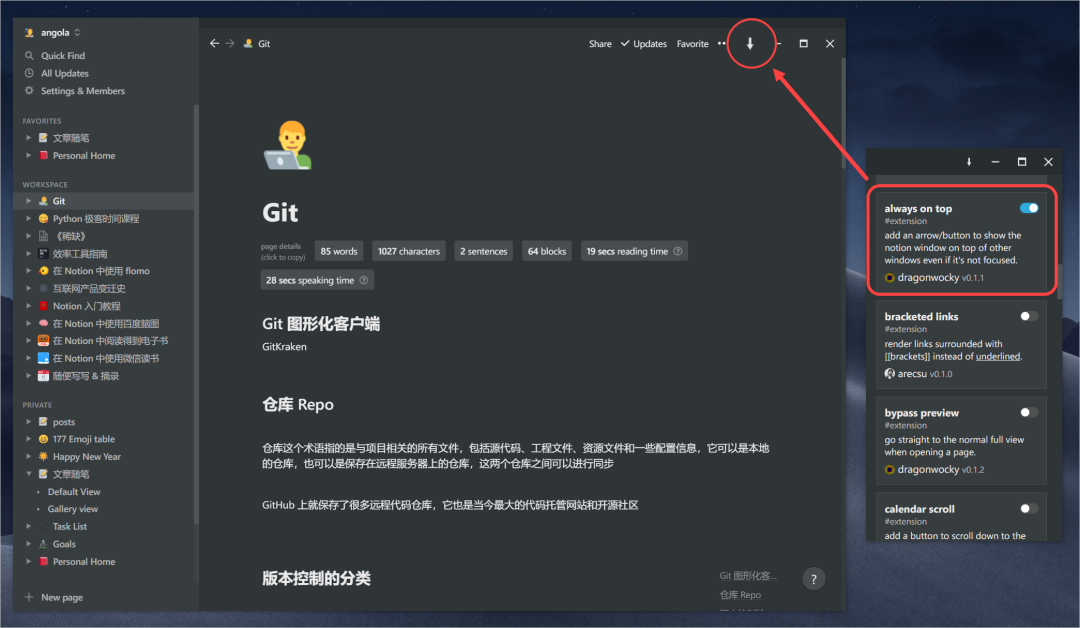 angola
Quick Find
All Updates
Settings & Members
FAVORITES
文章随笔
Personal Home
WORKSPACE
Git
Python 极客时间课程
《稀缺》
效率工具指南
在 Notion 中使用 flomo
互联网产品变迁史
Notion 入门教程
在 Notion 中使用百度脑图
在 Notion 中阅读得到电子书
在 Notion 中使用微信读书
随便写写 & 摘录
PRIVATE
posts
177 Emoji table
Happy New Year
文章随笔
Default View
Gallery view
Task List
Goals
Personal Home
New page
Git
Share Updates Favorite
Git
page details
(click to copy)
85 words 1027 characters 2 sentences 64 blocks 19 secs reading time
28 secs speaking time
Git 图形化客户端
GitKraken
仓库 Repo
仓库这个术语指的是与项目相关的所有文件，包括源代码、工程文件、资源文件和一些配置信息，它可以是本地
的仓库，也可以是保存在远程服务器上的仓库，这两个仓库之间可以进行同步
GitHub 上就保存了很多远程代码仓库，它也是当今最大的代码托管网站和开源社区
版本控制的分类
Git 图形化客...
仓库 Repo
?
always on top
#extension
add an arrow/button to show the
notion window on top of other
windows even if it's not focused.
dragonwocky v0.1.1
bracketed links
#extension
render links surrounded with
[[brackets]] instead of underlined.
arecsu v0.1.0
bypass preview
#extension
go straight to the normal full view
when opening a page.
dragonwocky v0.1.2
calendar scroll
#extension
add a button to scroll down to the